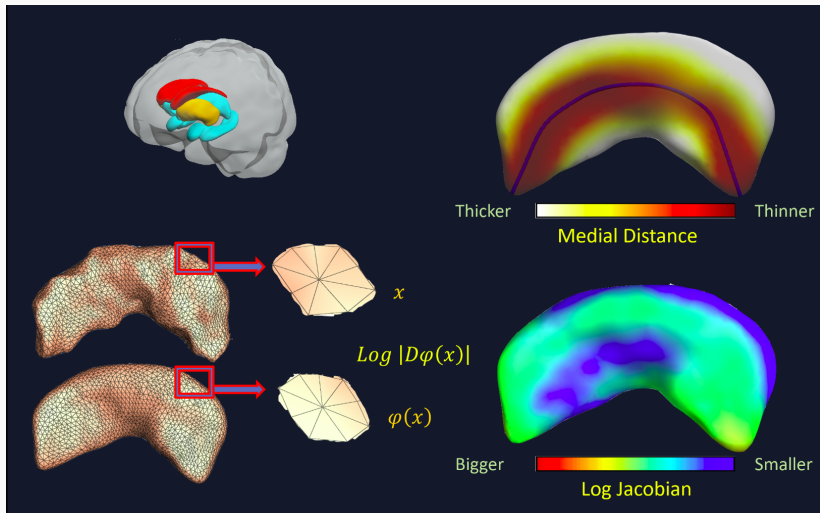 Thicker
Thinner
Medial Distance
x
Log |Dφ(x)|
φ(x)
Bigger
Smaller
Log Jacobian